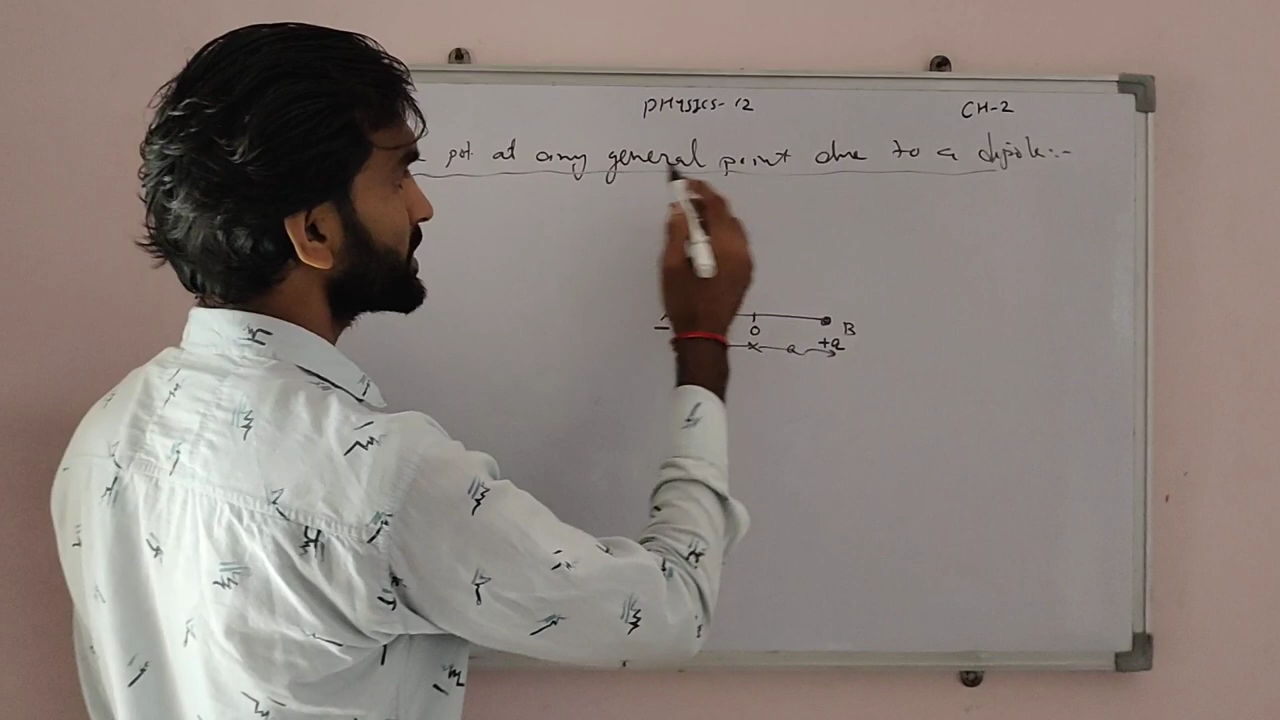 PHYSICS-12
CH-2
pot at any general point due to a dipole:-
O
B
+q
a